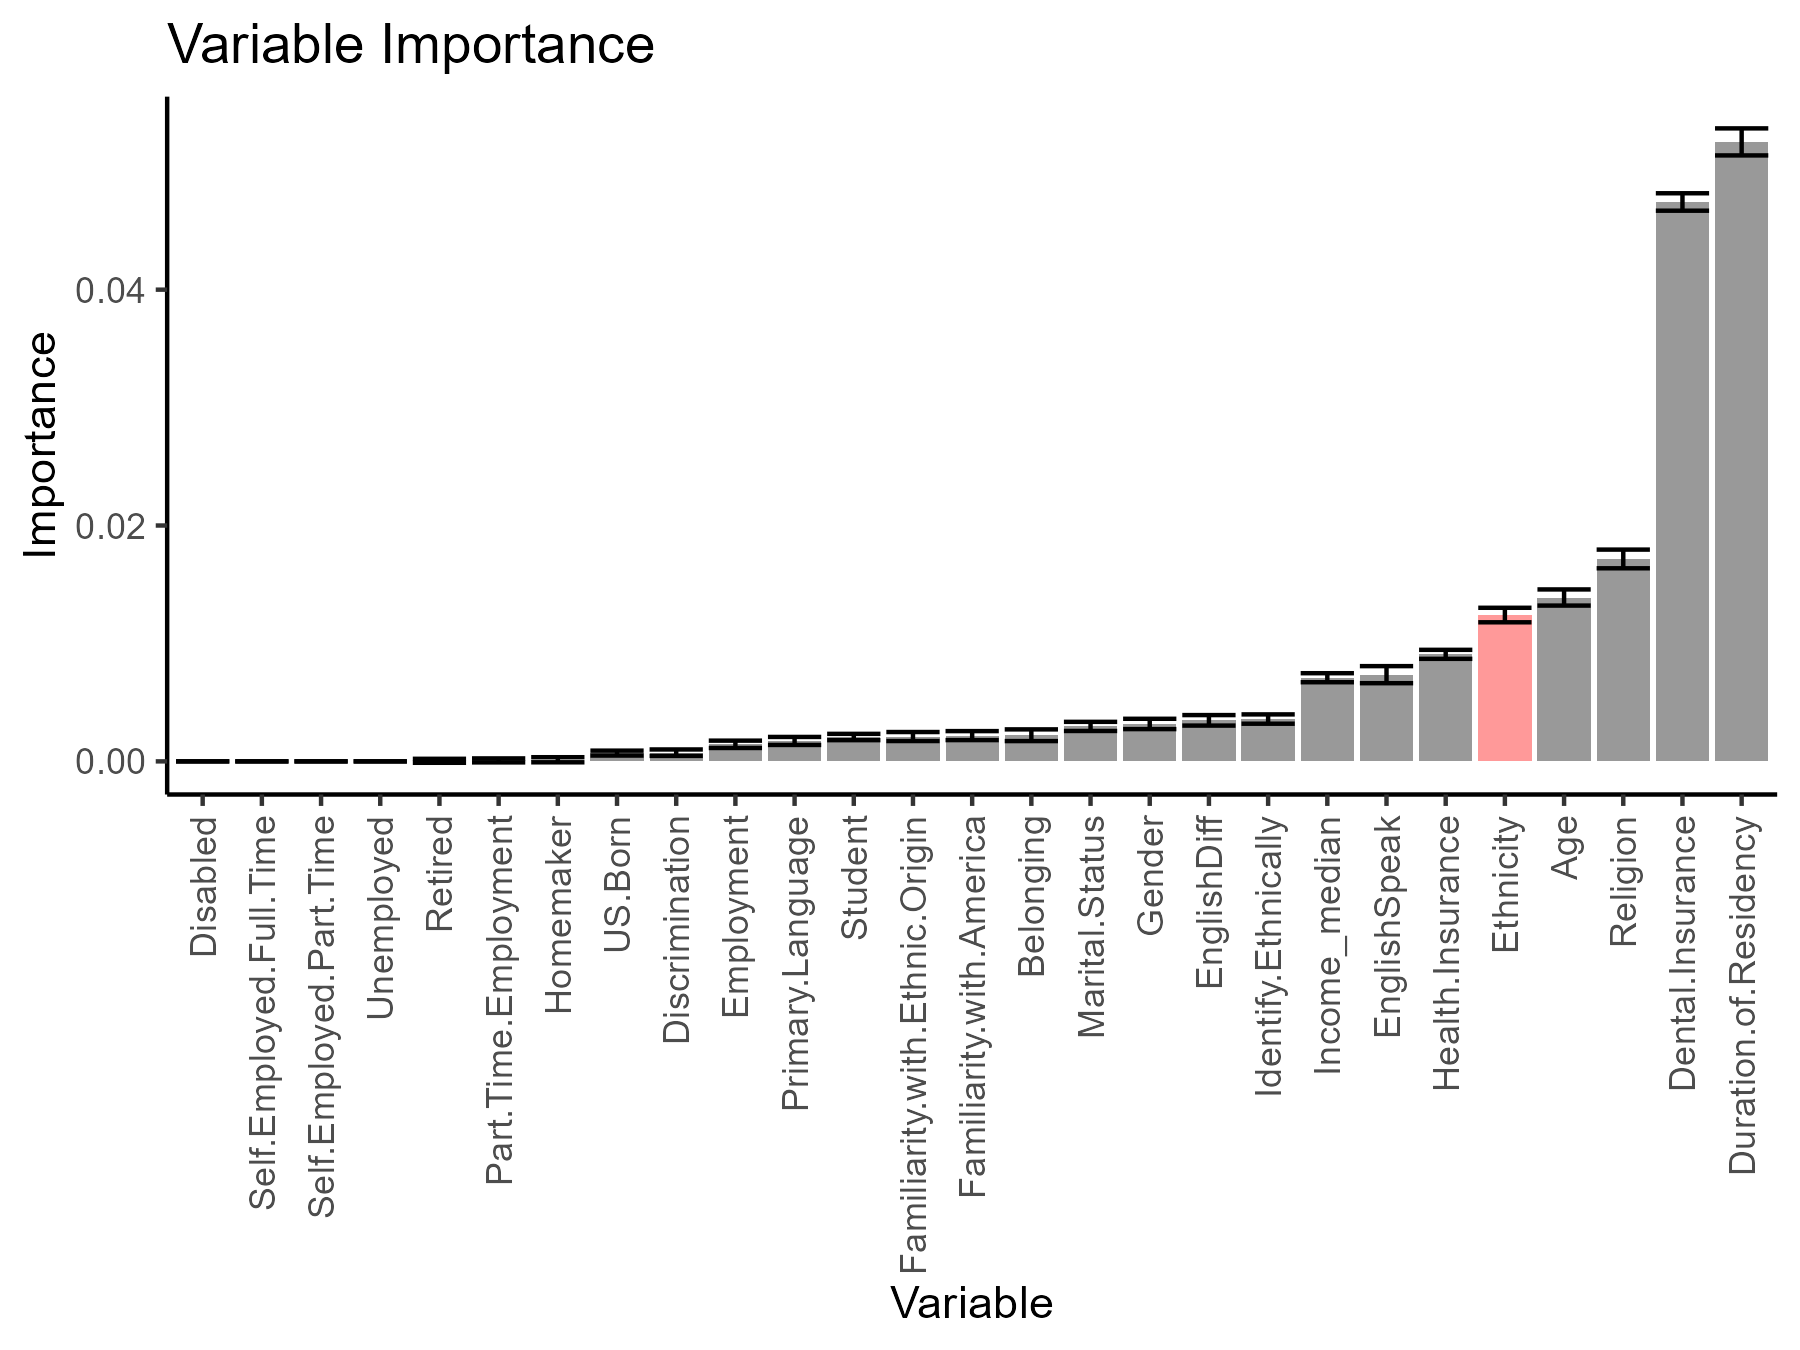 Variable Importance
Importance
0.04
0.02
0.00
Disabled
Self.Employed.Full.Time
Self.Employed.Part.Time
Unemployed
Retired
Part.Time.Employment
Homemaker
US.Born
Discrimination
Employment
Primary.Language
Student
Familiarity.with.Ethnic.Origin
Familiarity.with.America
Belonging
Marital.Status
Gender
EnglishDiff
Identify.Ethnically
Income_median
EnglishSpeak
Health.Insurance
Ethnicity
Age
Religion
Dental.Insurance
Duration.of.Residency
Variable